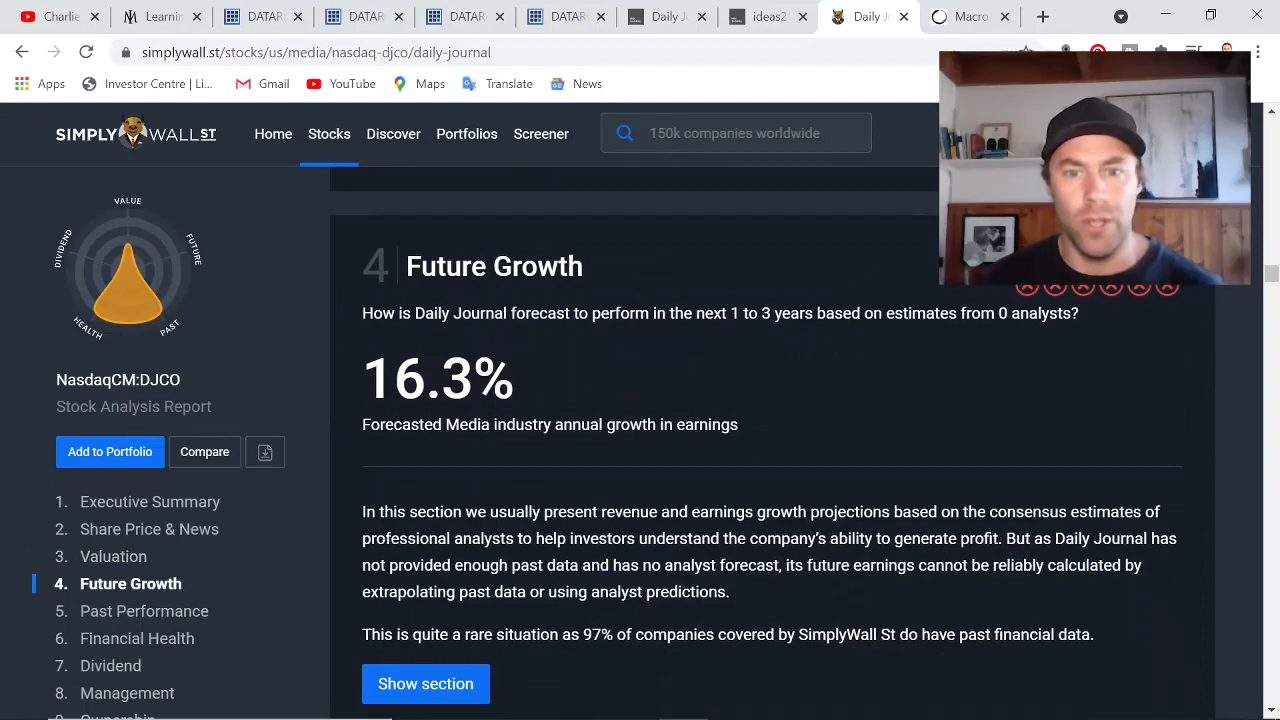 Charlie
Learnin
DATAR
DATAR
DATAR
DATAR
Daily J
ideas2
Daily J
Macro
simplywall.st/stocks/us/media/nasdaq-djco/daily-journal
Apps
Investor Centre | Li...
Gmail
YouTube
Maps
Translate
News
SIMPLY WALL ST
Home
Stocks
Discover
Portfolios
Screener
150k companies worldwide
VALUE
FUTURE
PAST
HEALTH
DIVIDEND
NasdaqCM:DJCO
Stock Analysis Report
Add to Portfolio
Compare
1. Executive Summary
2. Share Price & News
3. Valuation
4. Future Growth
5. Past Performance
6. Financial Health
7. Dividend
8. Management
9. Ownership
4 Future Growth
How is Daily Journal forecast to perform in the next 1 to 3 years based on estimates from 0 analysts?
16.3%
Forecasted Media industry annual growth in earnings
In this section we usually present revenue and earnings growth projections based on the consensus estimates of
professional analysts to help investors understand the company's ability to generate profit. But as Daily Journal has
not provided enough past data and has no analyst forecast, its future earnings cannot be reliably calculated by
extrapolating past data or using analyst predictions.
This is quite a rare situation as 97% of companies covered by SimplyWall St do have past financial data.
Show section